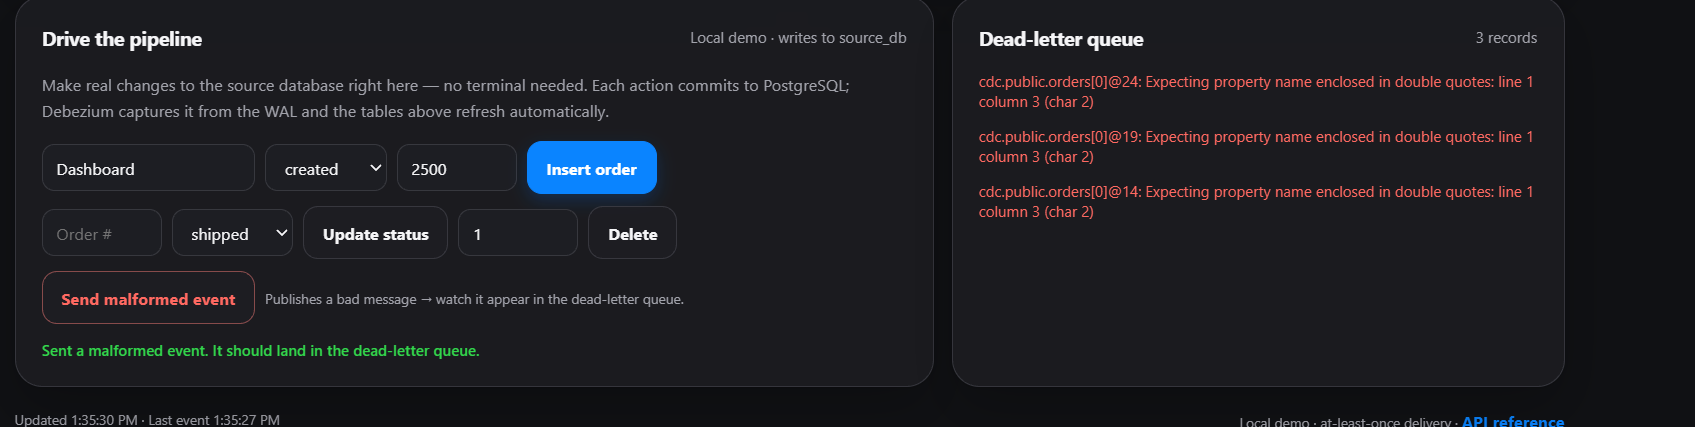 Drive the pipeline
Local demo · writes to source_db
Make real changes to the source database right here — no terminal needed. Each action commits to PostgreSQL;
Debezium captures it from the WAL and the tables above refresh automatically.
Dashboard
created
2500
Insert order
Order #
shipped
Update status
1
Delete
Send malformed event
Publishes a bad message → watch it appear in the dead-letter queue.
Sent a malformed event. It should land in the dead-letter queue.
Dead-letter queue
3 records
cdc.public.orders[0]@24: Expecting property name enclosed in double quotes: line 1
column 3 (char 2)
cdc.public.orders[0]@19: Expecting property name enclosed in double quotes: line 1
column 3 (char 2)
cdc.public.orders[0]@14: Expecting property name enclosed in double quotes: line 1
column 3 (char 2)
Updated 1:35:30 PM · Last event 1:35:27 PM
Local demo · at-least-once delivery · API reference